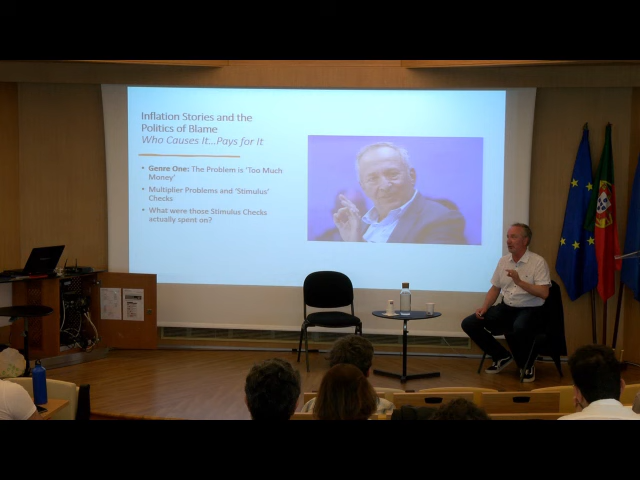 Inflation Stories and the
Politics of Blame
Who Causes It...Pays for It
• Genre One: The Problem is 'Too Much
Money'
• Multiplier Problems and 'Stimulus'
Checks
• What were those Stimulus Checks
actually spent on?